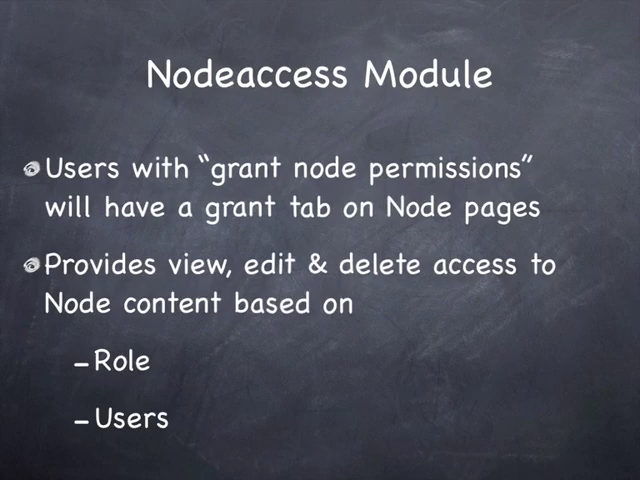 Nodeaccess Module
Users with “grant node permissions”
will have a grant tab on Node pages
Provides view, edit & delete access to
Node content based on
- Role
- Users